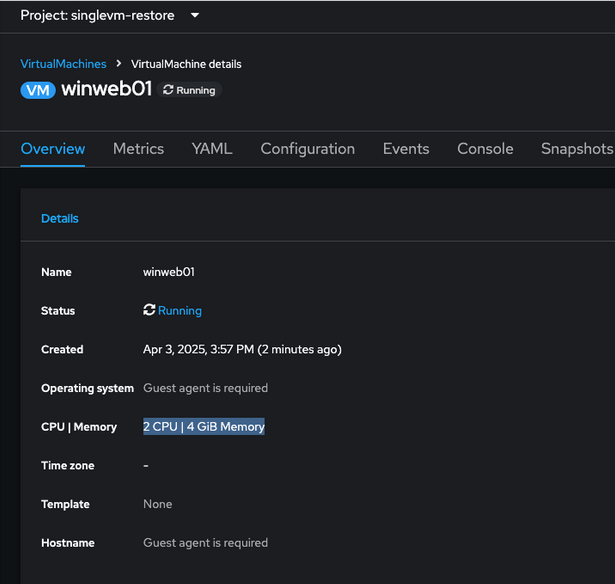 Project: singlevm-restore
VirtualMachines > VirtualMachine details
VM winweb01 Running
Overview Metrics YAML Configuration Events Console Snapshots
Details
Name winweb01
Status Running
Created Apr 3, 2025, 3:57 PM (2 minutes ago)
Operating system Guest agent is required
CPU | Memory 2 CPU | 4 GiB Memory
Time zone -
Template None
Hostname Guest agent is required